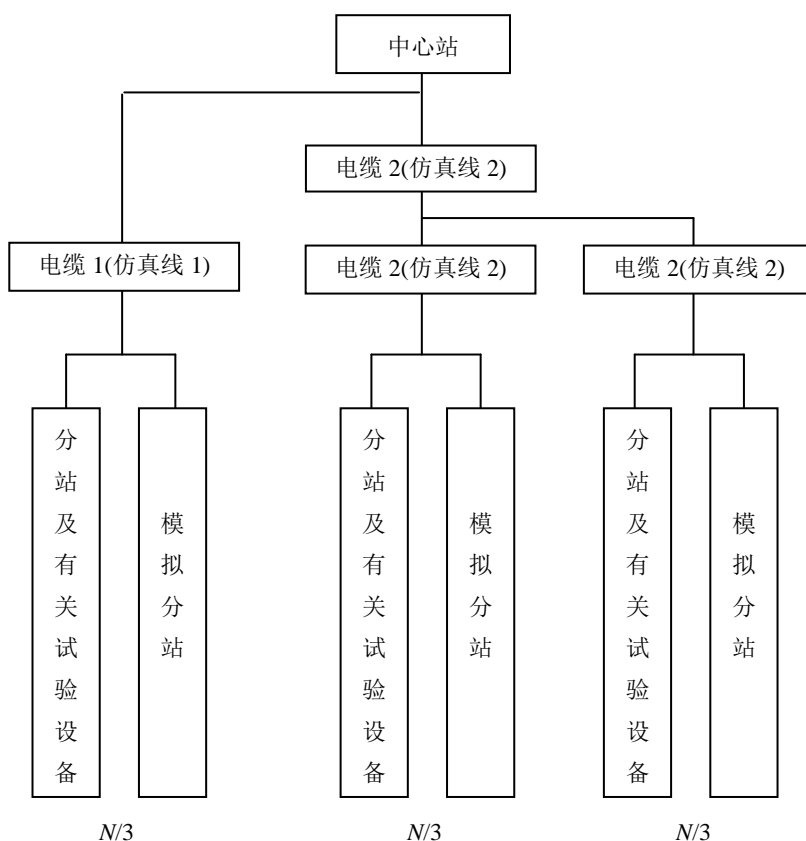 中心站
电缆 2(仿真线 2)
电缆 1(仿真线 1)
电缆 2(仿真线 2)
电缆 2(仿真线 2)
分站及有关试验设备
模拟分站
分站及有关试验设备
模拟分站
分站及有关试验设备
模拟分站
N/3
N/3
N/3